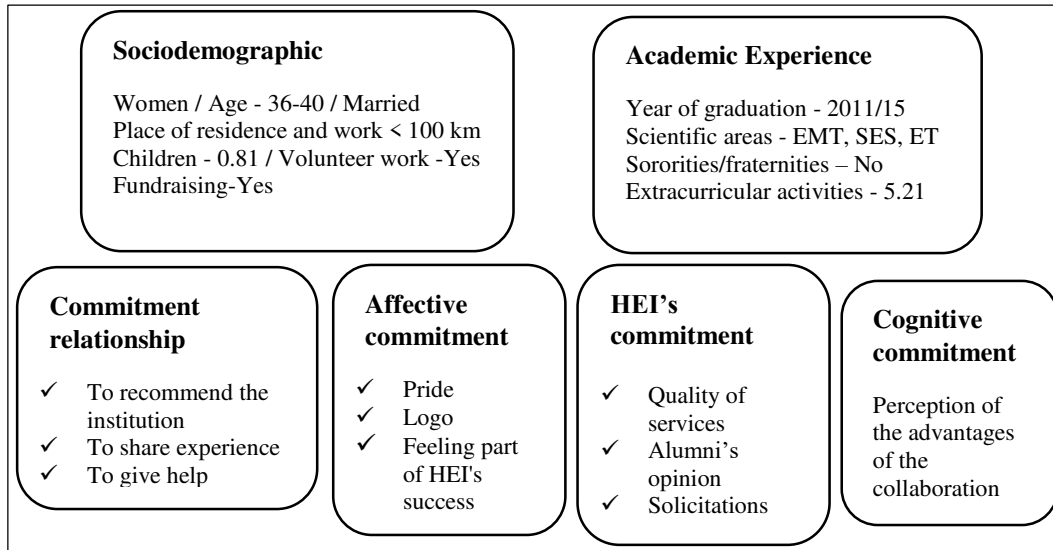 Sociodemographic
Women / Age - 36-40 / Married
Place of residence and work < 100 km
Children - 0.81 / Volunteer work -Yes
Fundraising-Yes
Academic Experience
Year of graduation - 2011/15
Scientific areas - EMT, SES, ET
Sororities/fraternities – No
Extracurricular activities - 5.21
Commitment
relationship
✓ To recommend the
institution
✓ To share experience
✓ To give help
Affective
commitment
✓ Pride
✓ Logo
✓ Feeling part
of HEI's
success
HEI’s
commitment
✓ Quality of
services
✓ Alumni’s
opinion
✓ Solicitations
Cognitive
commitment
Perception of
the advantages
of the
collaboration